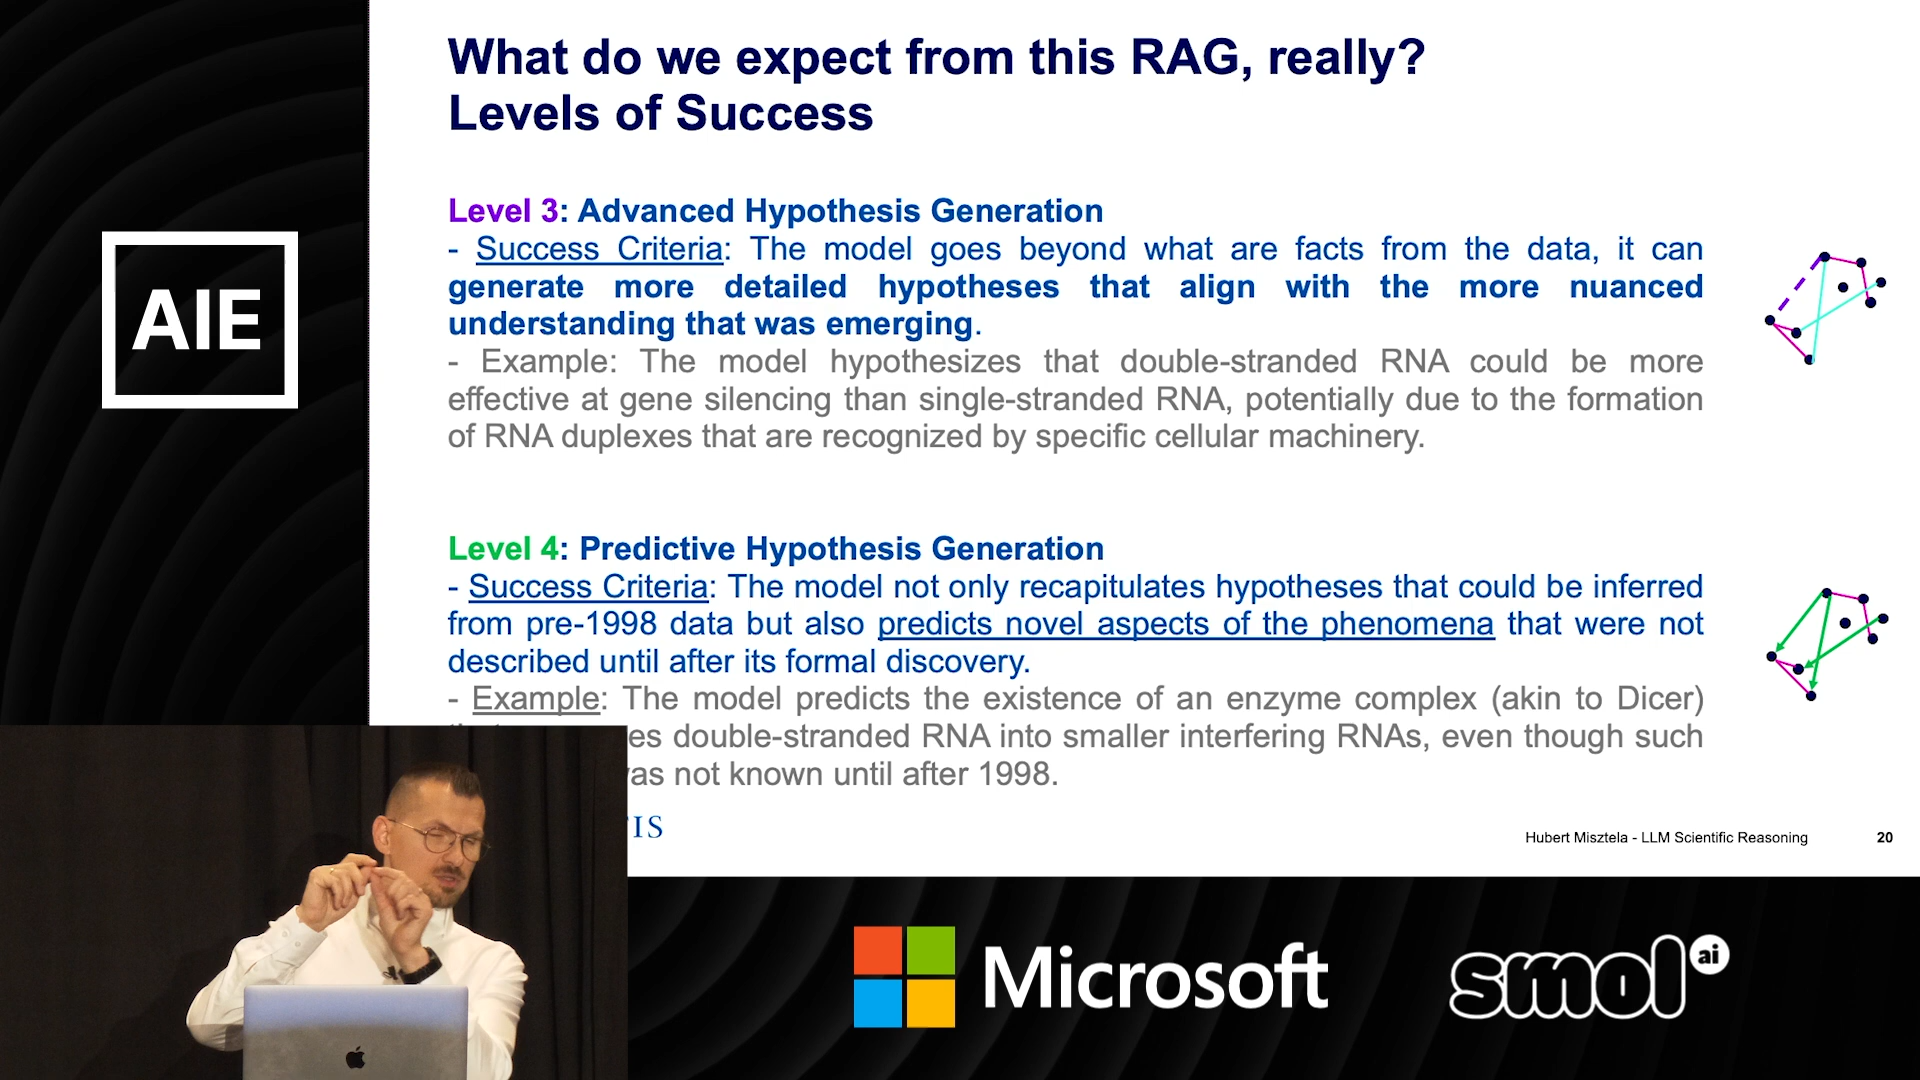 What do we expect from this RAG, really?
Levels of Success
Level 3: Advanced Hypothesis Generation
- Success Criteria: The model goes beyond what are facts from the data, it can
generate more detailed hypotheses that align with the more nuanced
understanding that was emerging.
- Example: The model hypothesizes that double-stranded RNA could be more
effective at gene silencing than single-stranded RNA, potentially due to the formation
of RNA duplexes that are recognized by specific cellular machinery.
Level 4: Predictive Hypothesis Generation
- Success Criteria: The model not only recapitulates hypotheses that could be inferred
from pre-1998 data but also predicts novel aspects of the phenomena that were not
described until after its formal discovery.
- Example: The model predicts the existence of an enzyme complex (akin to Dicer)
double-stranded RNA into smaller interfering RNAs, even though such
was not known until after 1998.
Hubert Misztela - LLM Scientific Reasoning 20
AIE
Microsoft
smol ai